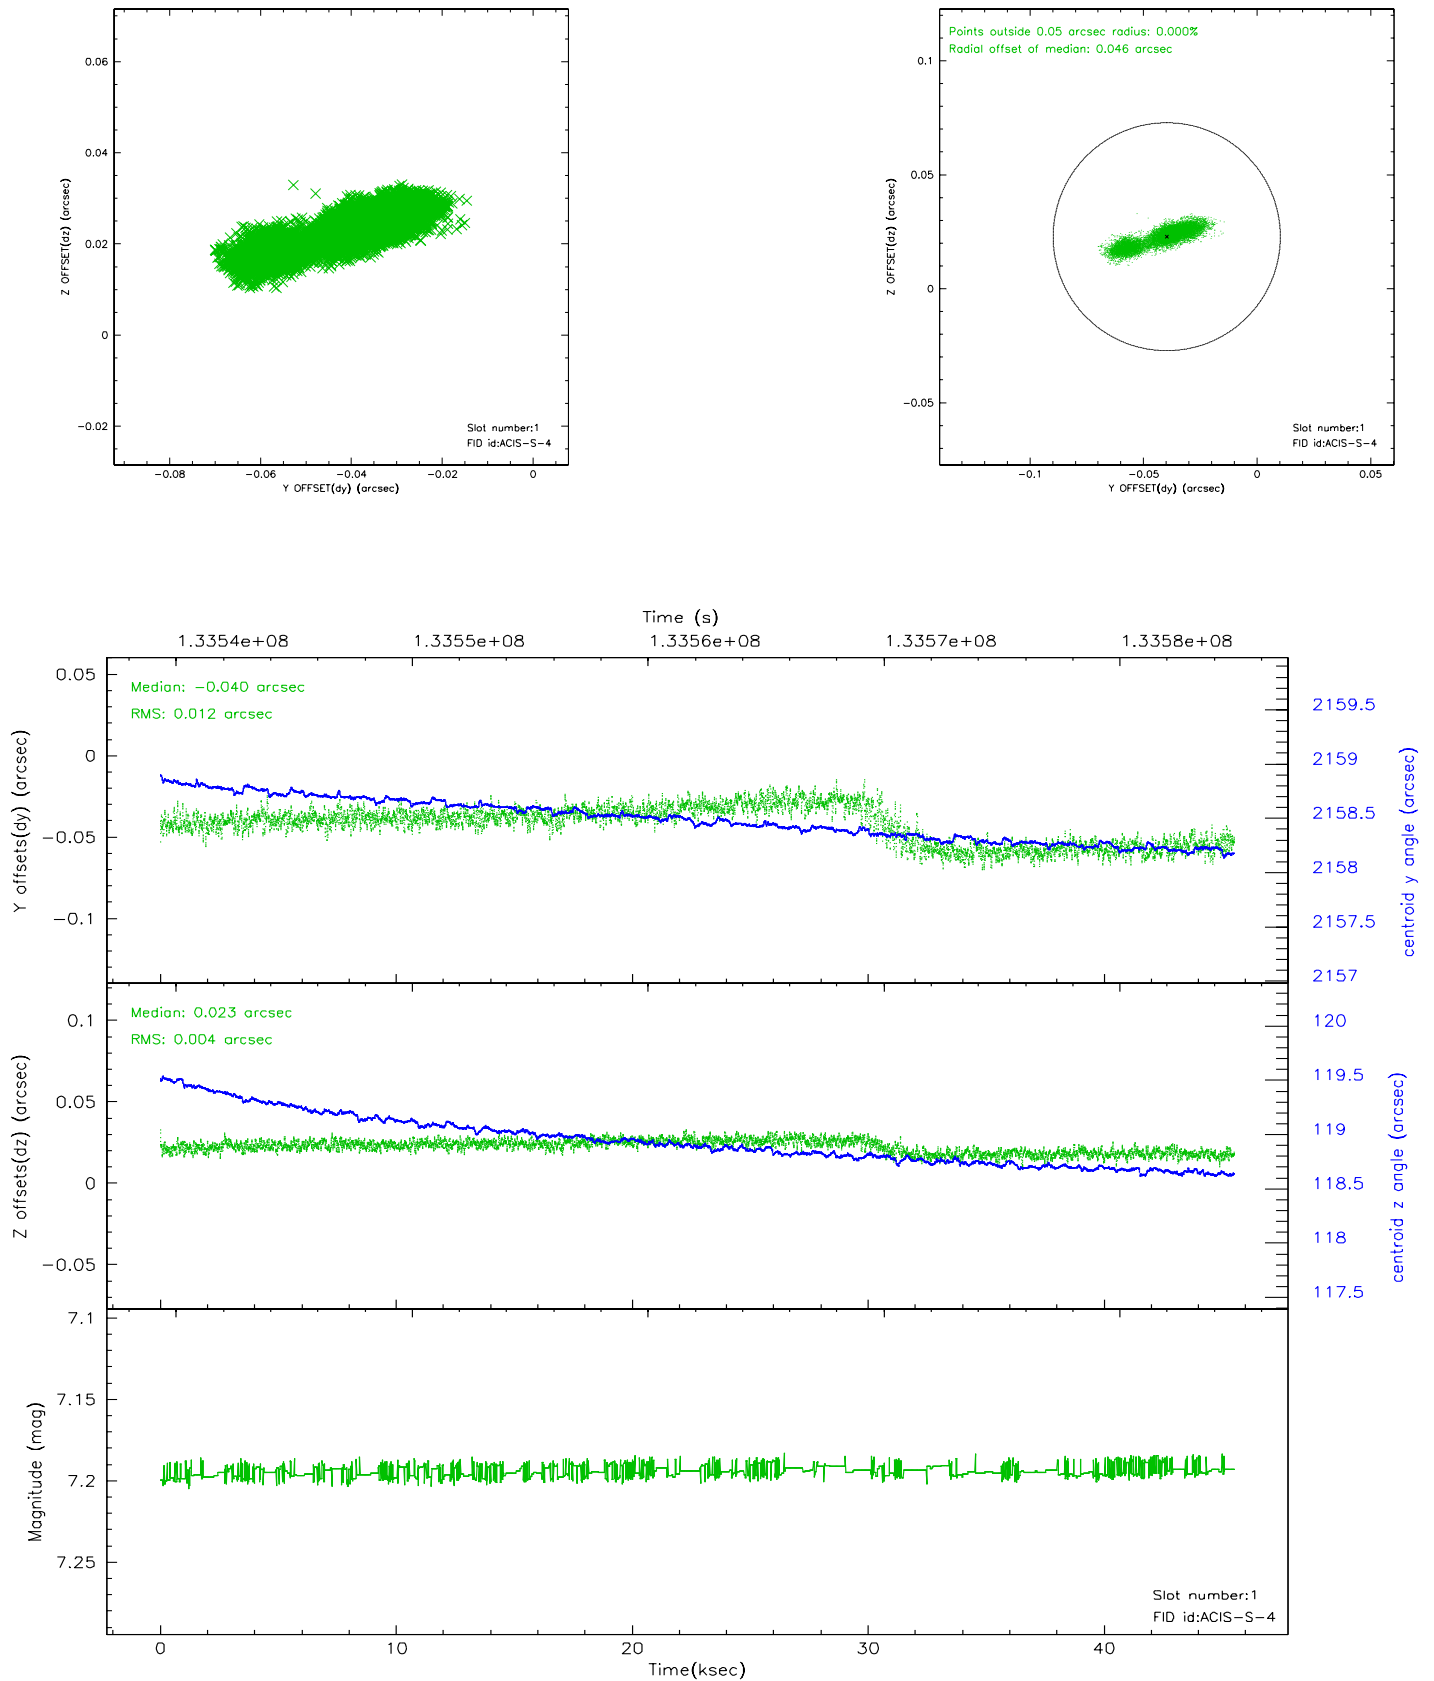 0.06
0.04
0.02
0
−0.02
Z OFFSET(dz) (arcsec)
Slot number:1
FID id:ACIS−S−4
−0.08 −0.06 −0.04 −0.02 0
Y OFFSET(dy) (arcsec)
Points outside 0.05 arcsec radius: 0.000%
Radial offset of median: 0.046 arcsec
0.1
0.05
0
−0.05
Z OFFSET(dz) (arcsec)
Slot number:1
FID id:ACIS−S−4
−0.1 −0.05 0 0.05
Y OFFSET(dy) (arcsec)
Time (s)
1.3354e+08 1.3355e+08 1.3356e+08 1.3357e+08 1.3358e+08
Median: −0.040 arcsec
RMS: 0.012 arcsec
0.05
0
−0.05
−0.1
Y offsets(dy) (arcsec)
2159.5
2159
2158.5
2158
2157.5
2157
centroid y angle (arcsec)
Median: 0.023 arcsec
RMS: 0.004 arcsec
0.1
0.05
0
−0.05
Z offsets(dz) (arcsec)
120
119.5
119
118.5
118
117.5
centroid z angle (arcsec)
7.1
7.15
7.2
7.25
Magnitude (mag)
Slot number:1
FID id:ACIS−S−4
0 10 20 30 40
Time(ksec)